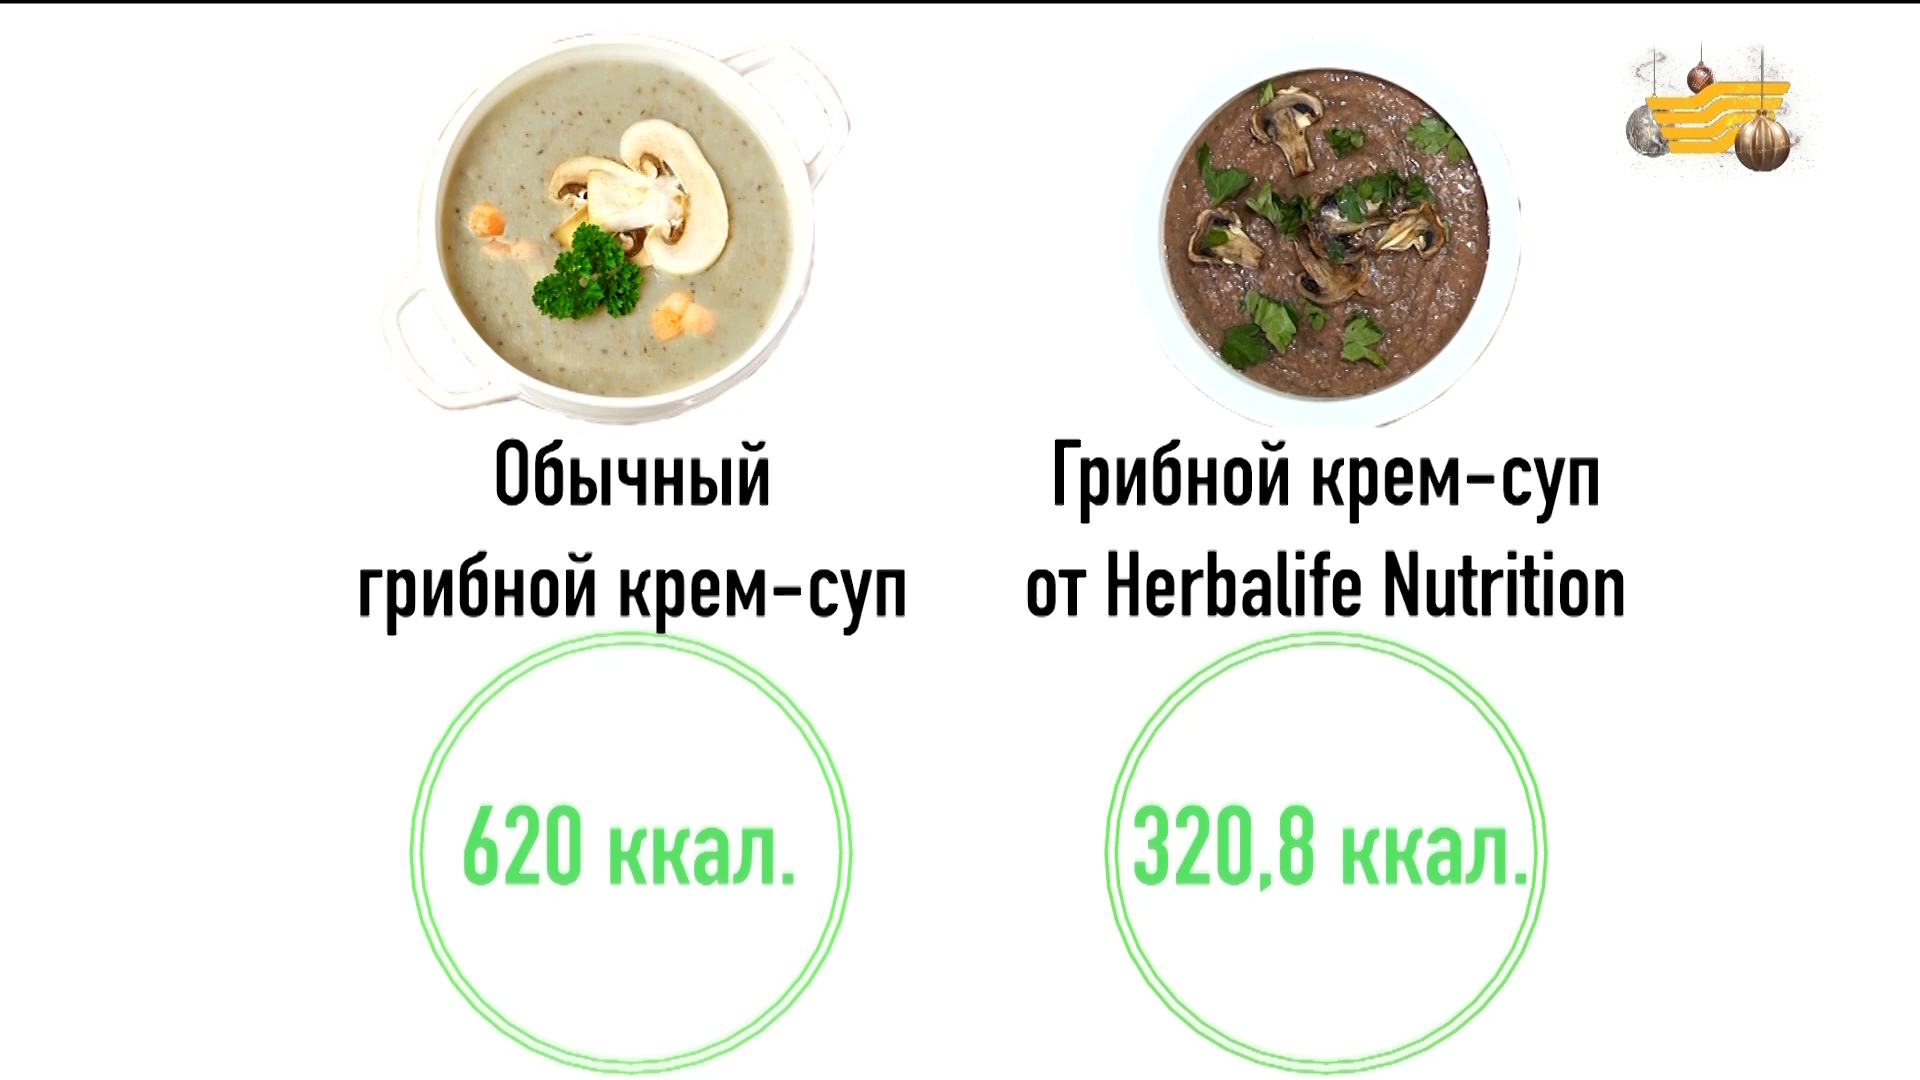 Обычный
грибной крем-суп
620 ккал.
Грибной крем-суп
от Herbalife Nutrition
320,8 ккал.